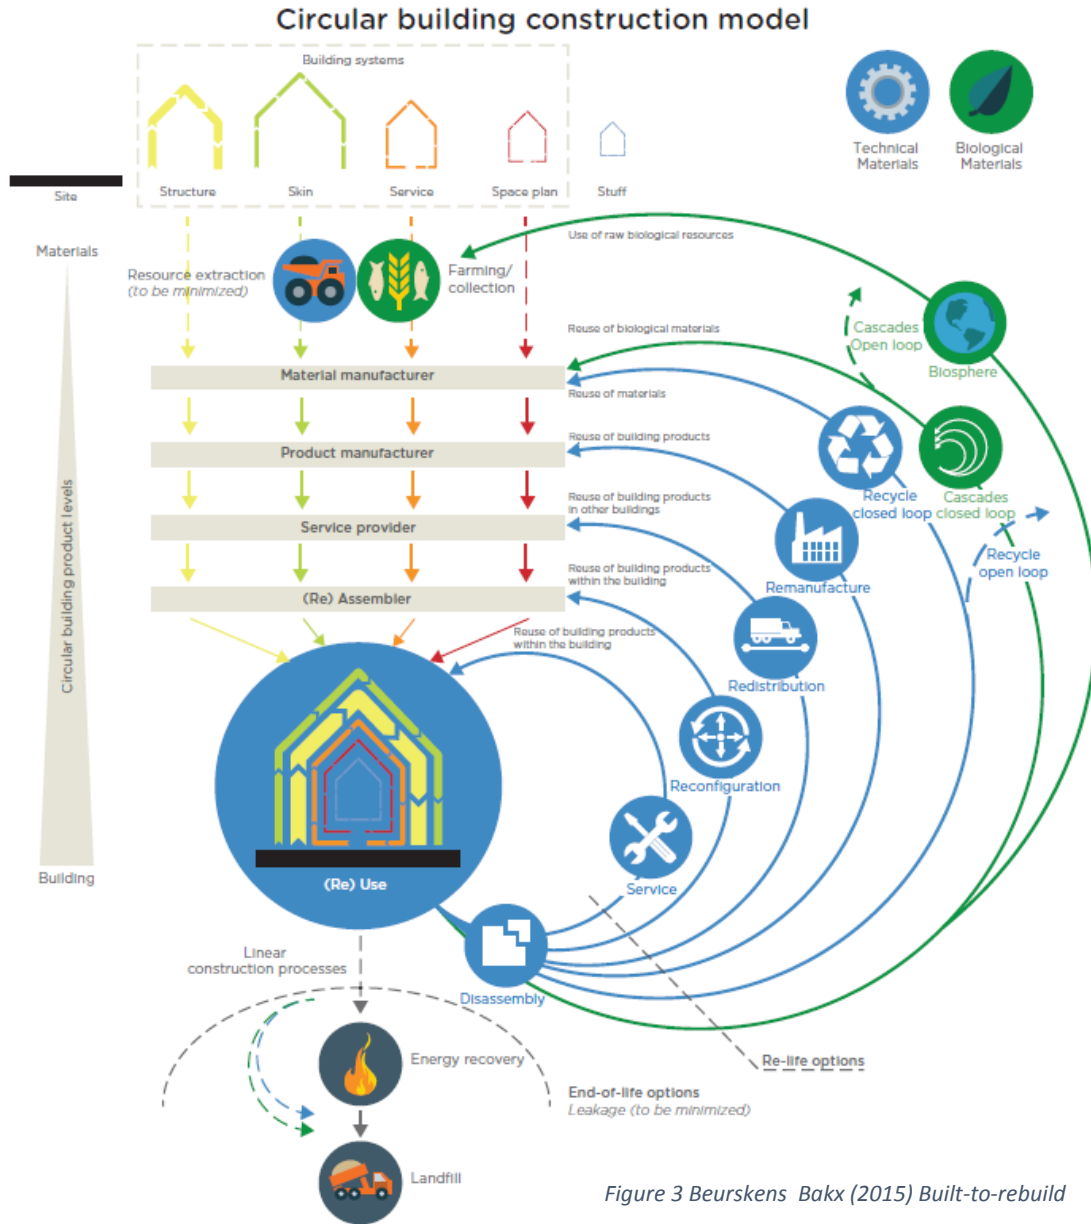 Circular building construction model
Building systems
Structure
Skin
Service
Space plan
Stuff
Site
Technical
Materials
Biological
Materials
Materials
Resource extraction
(to be minimized)
Farming/
collection
Use of raw biological resources
Cascades
Open loop
Biosphere
Reuse of biological materials
Material manufacturer
Reuse of materials
Product manufacturer
Reuse of building products
Recycle
closed loop
Cascades
closed loop
Service provider
Reuse of building products
in other buildings
Remanufacture
Recycle
open loop
(Re) Assembler
Reuse of building products
within the building
Redistribution
Reuse of building products
within the building
Circular building product levels
Reconfiguration
Building
(Re) Use
Service
Linear
construction processes
Disassembly
Energy recovery
Re-life options
End-of-life options
Leakage (to be minimized)
Landfill
Figure 3 Beurskens Bakx (2015) Built-to-rebuild